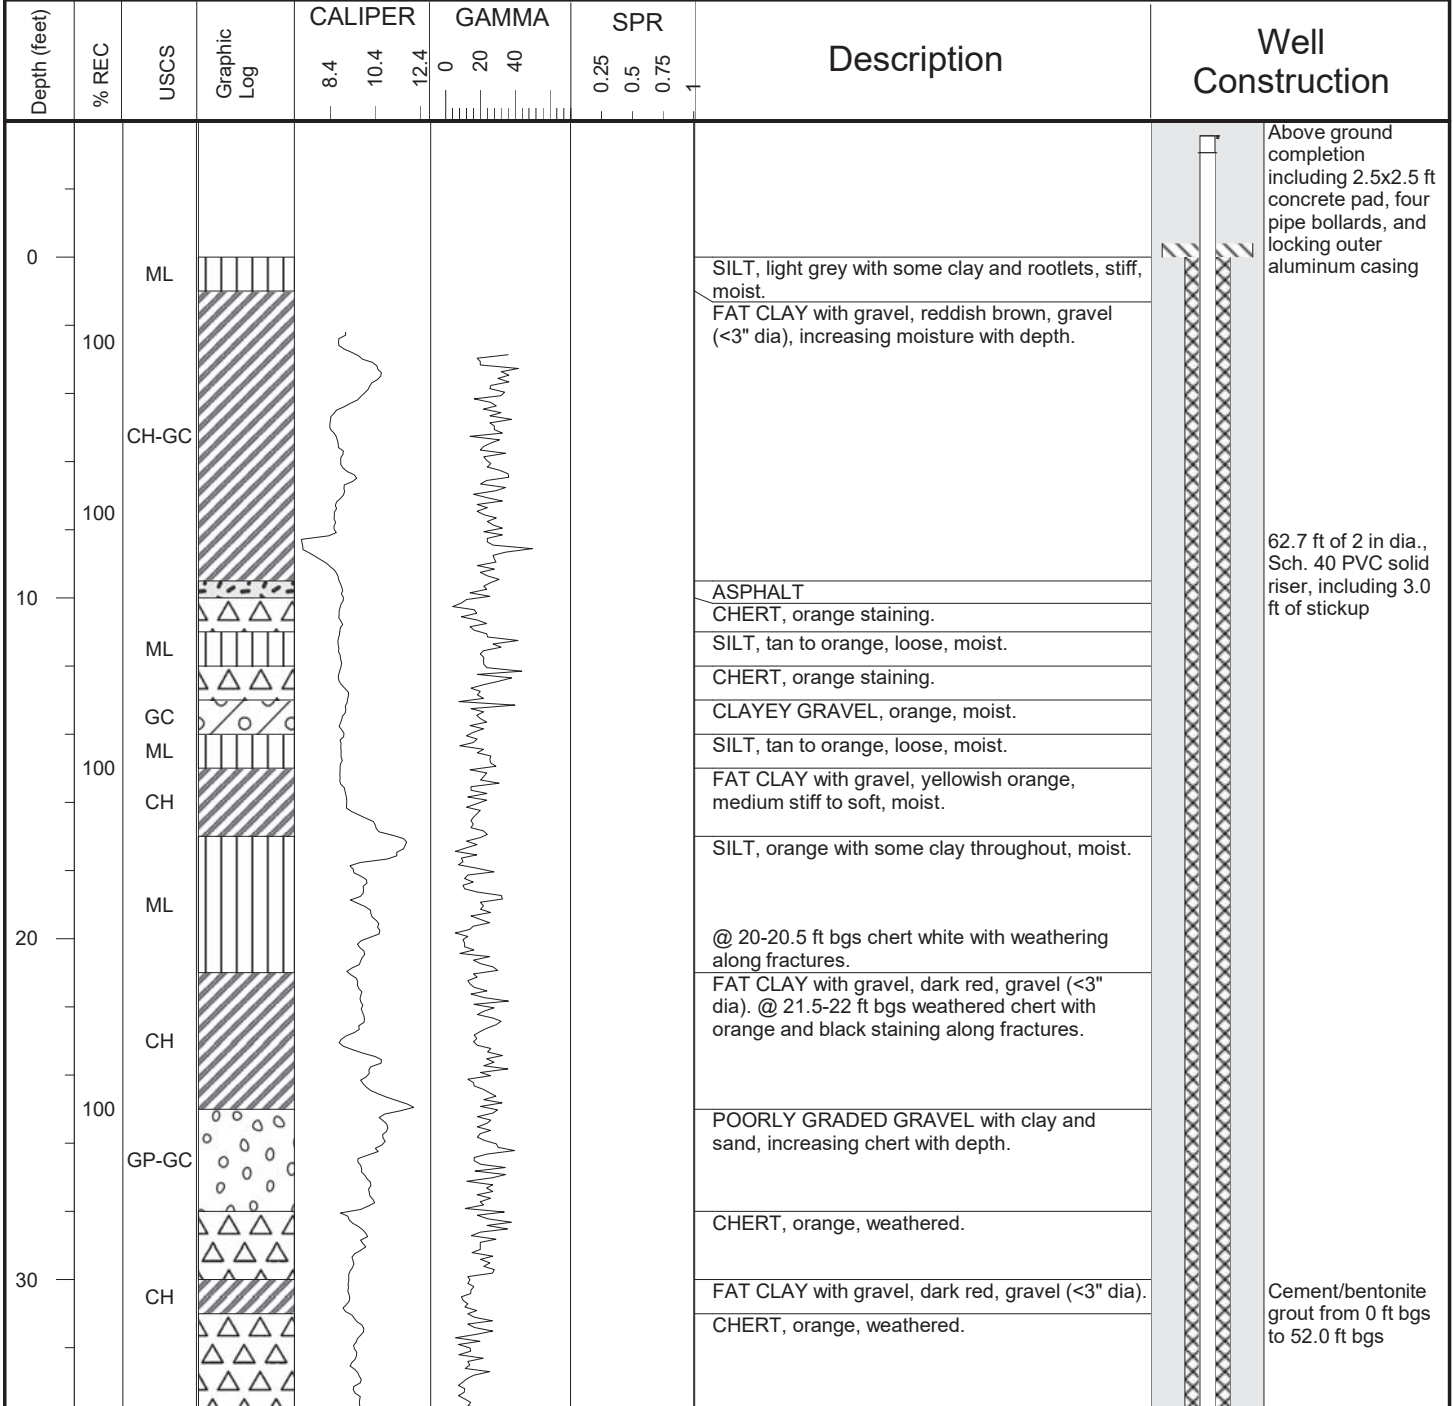 Depth (feet)
% REC
USCS
Graphic
Log
CALIPER
8.4
10.4
12.4
GAMMA
0
20
40
SPR
0.25
0.5
0.75
1
Description
Well
Construction
Above ground
completion
including 2.5x2.5 ft
concrete pad, four
pipe bollards, and
locking outer
aluminum casing
0
ML
SILT, light grey with some clay and rootlets, stiff,
moist.
FAT CLAY with gravel, reddish brown, gravel
(<3" dia), increasing moisture with depth.
100
CH-GC
100
62.7 ft of 2 in dia.,
Sch. 40 PVC solid
riser, including 3.0
ft of stickup
10
ASPHALT
CHERT, orange staining.
ML
SILT, tan to orange, loose, moist.
CHERT, orange staining.
GC
CLAYEY GRAVEL, orange, moist.
ML
SILT, tan to orange, loose, moist.
100
FAT CLAY with gravel, yellowish orange,
medium stiff to soft, moist.
CH
SILT, orange with some clay throughout, moist.
ML
20
@ 20-20.5 ft bgs chert white with weathering
along fractures.
FAT CLAY with gravel, dark red, gravel (<3"
dia). @ 21.5-22 ft bgs weathered chert with
orange and black staining along fractures.
CH
100
POORLY GRADED GRAVEL with clay and
sand, increasing chert with depth.
GP-GC
CHERT, orange, weathered.
30
CH
FAT CLAY with gravel, dark red, gravel (<3" dia).
CHERT, orange, weathered.
Cement/bentonite
grout from 0 ft bgs
to 52.0 ft bgs